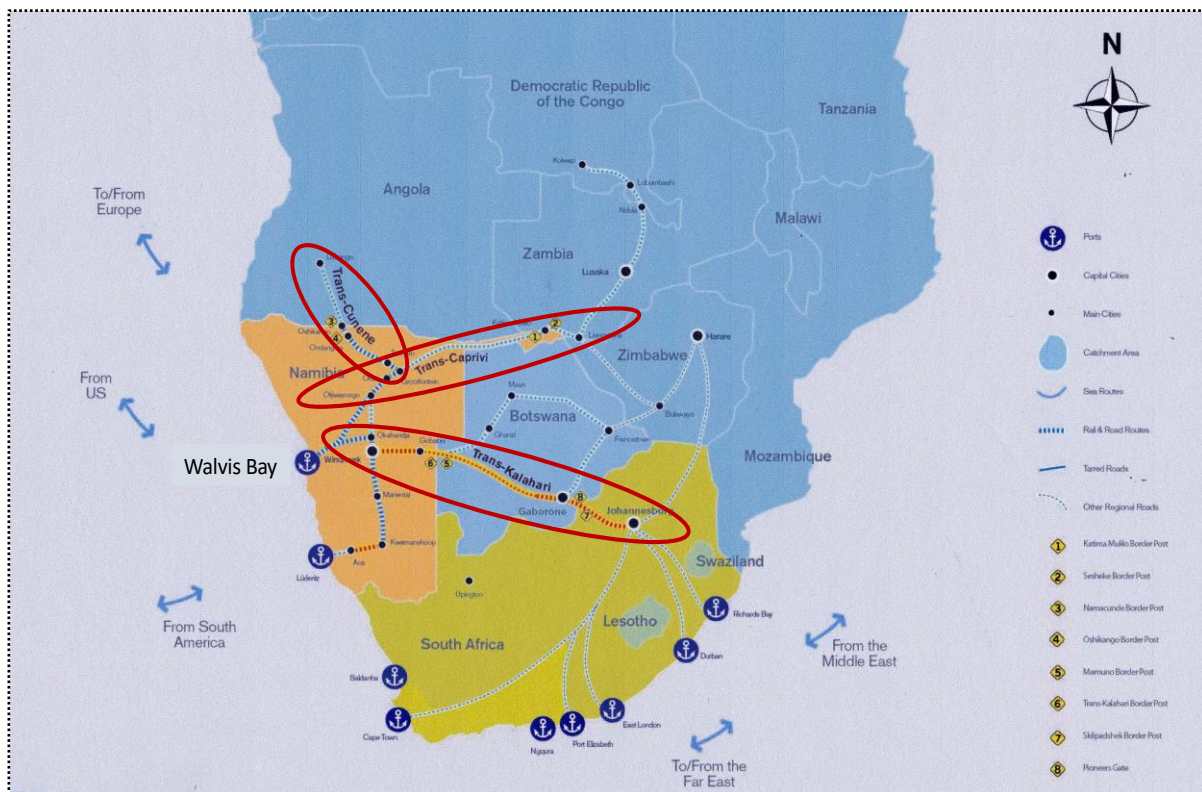 N
Democratic Republic
of the Congo
Tanzania
Kolwezi
Lubumbashi
Ndola
Angola
Malawi
Zambia
Lusaka
To/From
Europe
Trans-Cunene
Oshikango
Ondangwa
Harare
Zimbabwe
Namibia
Trans-Caprivi
Grootfontein
Otjiwarongo
From
US
Maun
Botswana
Bulawayo
Ghanzi
Francistown
Okahandja
Gobabis
Mozambique
Walvis Bay
Windhoek
Trans-Kalahari
Mariental
Gaborone
Johannesburg
Keetmanshoop
Aus
Lüderitz
Swaziland
Upington
From South
America
South Africa
Lesotho
Richards Bay
Durban
From the
Middle East
Saldanha
Cape Town
Ngqura
Port Elizabeth
East London
To/From the
Far East
Ports
Capital Cities
Main Cities
Catchment Area
Sea Routes
Rail & Road Routes
Tarred Roads
Other Regional Roads
1 Katima Mulilo Border Post
2 Sesheke Border Post
3 Namacunde Border Post
4 Oshikango Border Post
5 Mamuno Border Post
6 Trans-Kalahari Border Post
7 Skilpadshek Border Post
8 Pioneers Gate